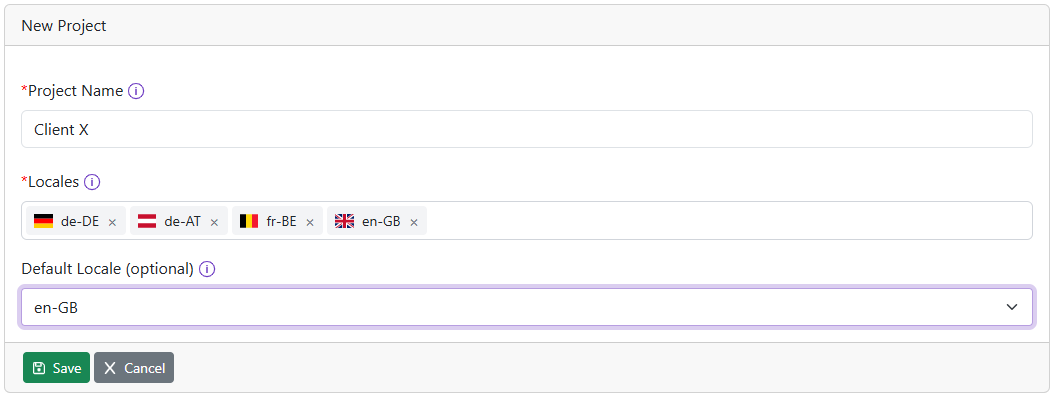 New Project
*Project Name
Client X
*Locales
de-DE × de-AT × fr-BE × en-GB ×
Default Locale (optional)
en-GB
Save Cancel